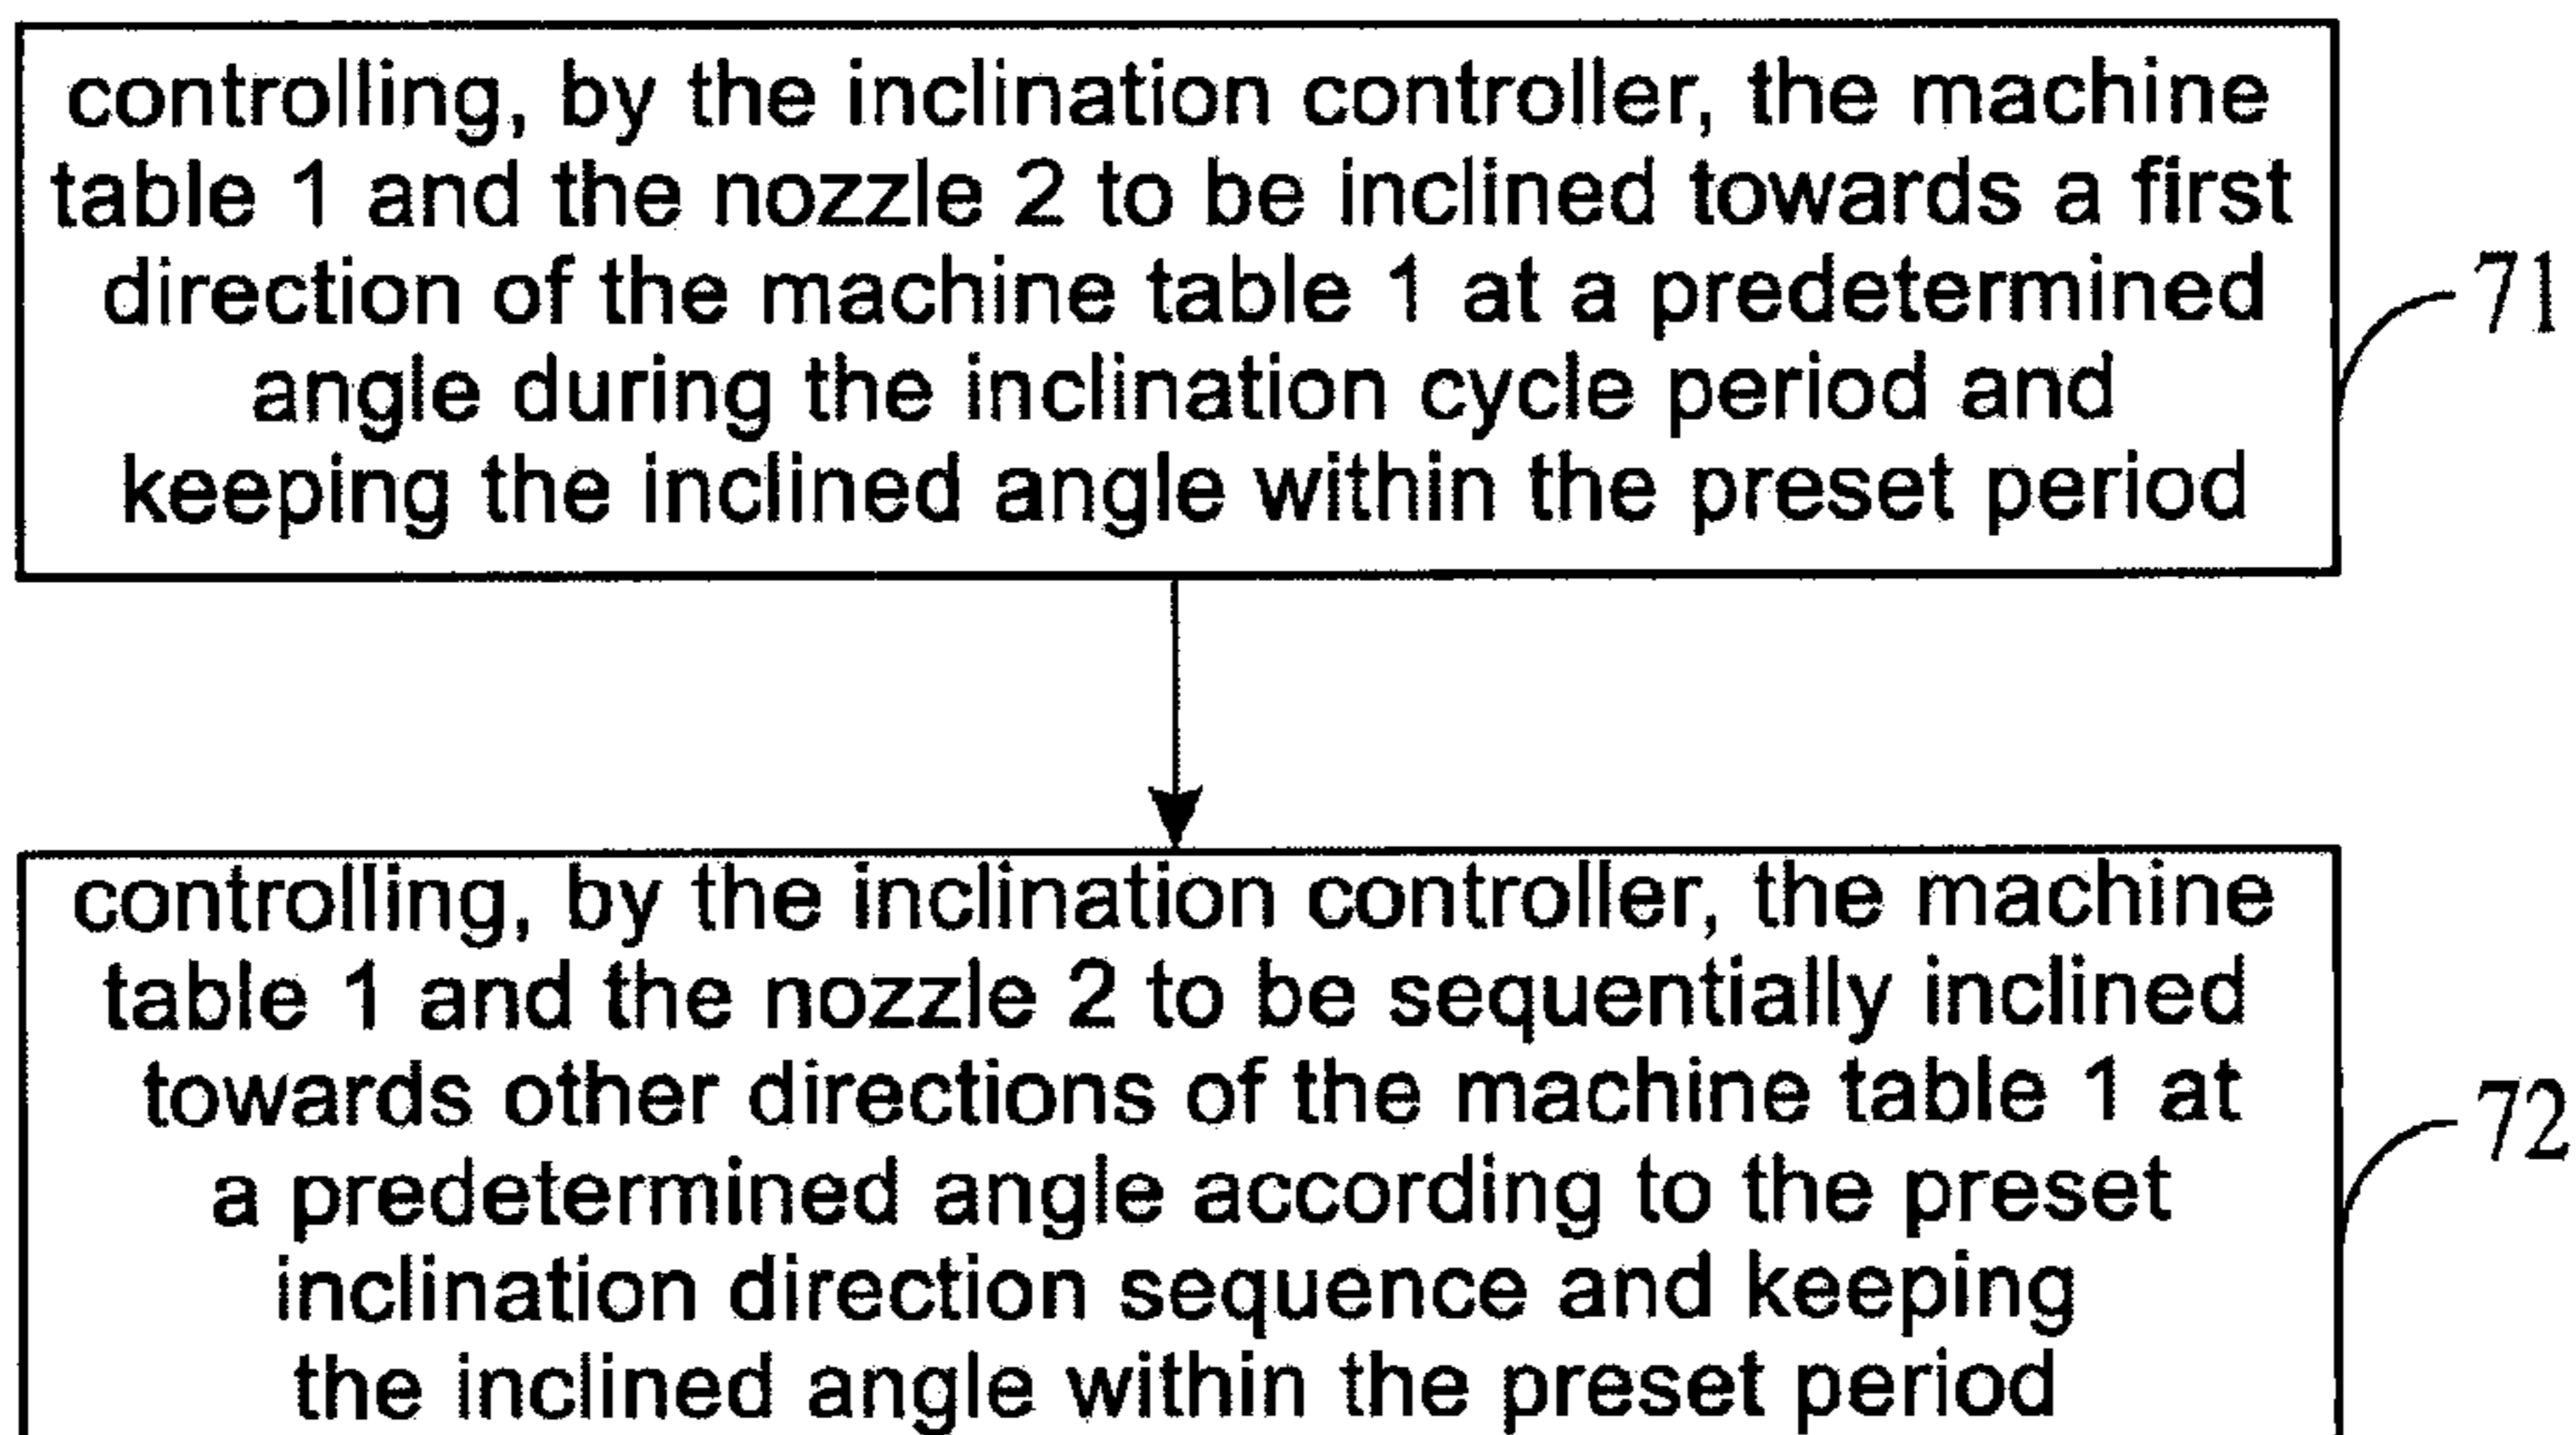 controlling, by the inclination controller, the machine
table 1 and the nozzle 2 to be inclined towards a first
direction of the machine table 1 at a predetermined
angle during the inclination cycle period and
keeping the inclined angle within the preset period
71
controlling, by the inclination controller, the machine
table 1 and the nozzle 2 to be sequentially inclined
towards other directions of the machine table 1 at
a predetermined angle according to the preset
inclination direction sequence and keeping
the inclined angle within the preset period
72